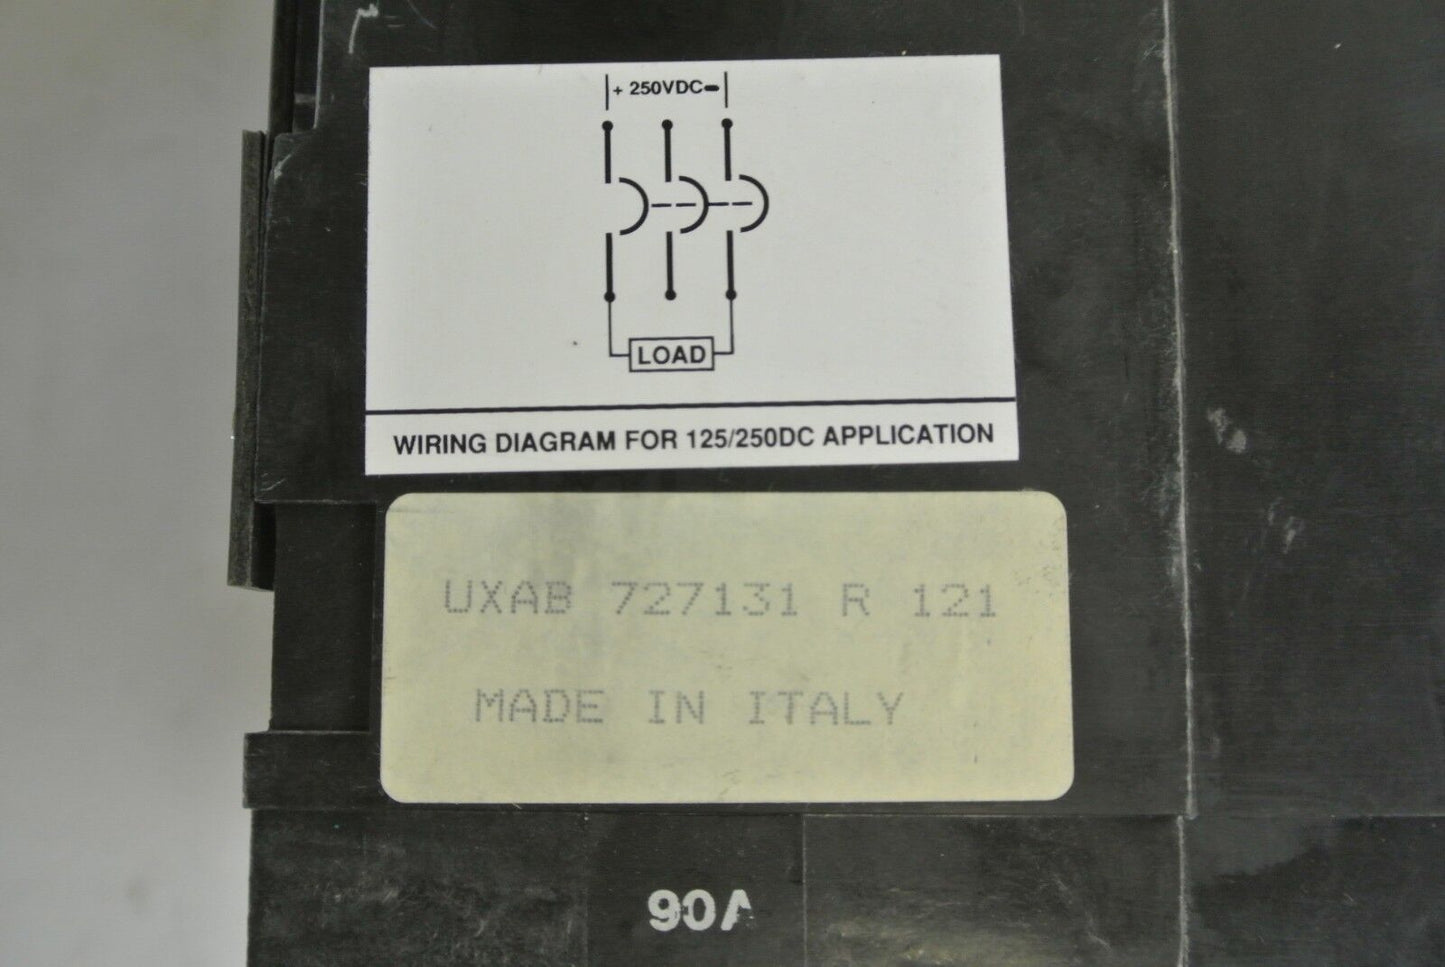 + 250VDC-
LOAD
WIRING DIAGRAM FOR 125/250DC APPLICATION
UXAB 727131 R 121
MADE IN ITALY
90A